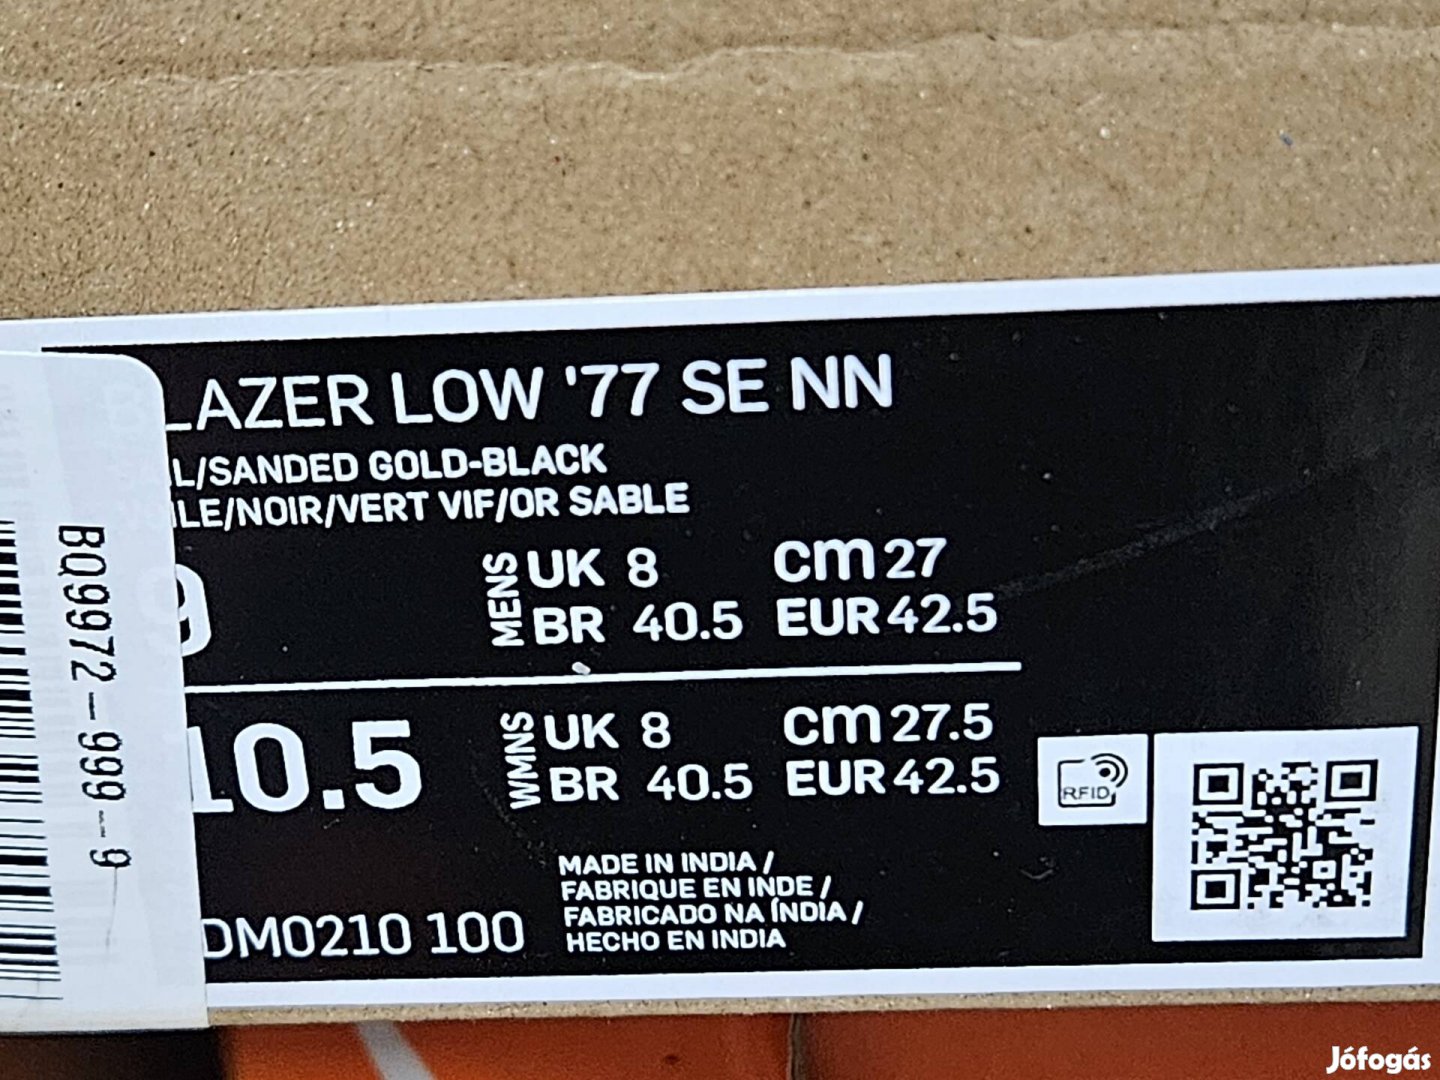 LAZER LOW '77 SE NN
L/SANDED GOLD-BLACK
ILE/NOIR/VERT VIF/OR SABLE
9
MENS
UK 8 cm 27
BR 40.5 EUR 42.5
10.5
WMNS
UK 8 cm 27.5
BR 40.5 EUR 42.5
RFID
MADE IN INDIA /
FABRIQUE EN INDE /
FABRICADO NA ÍNDIA /
HECHO EN INDIA
DM0210 100
BQ9972-999-9
Jófogás